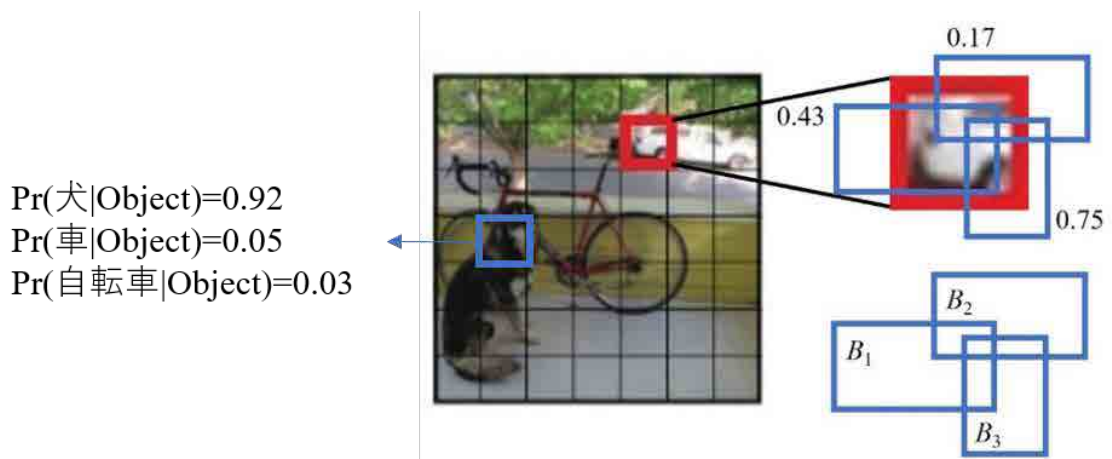 Pr(犬|Object)=0.92
Pr(車|Object)=0.05
Pr(自転車|Object)=0.03
0.17
0.43
0.75
B2
B1
B3